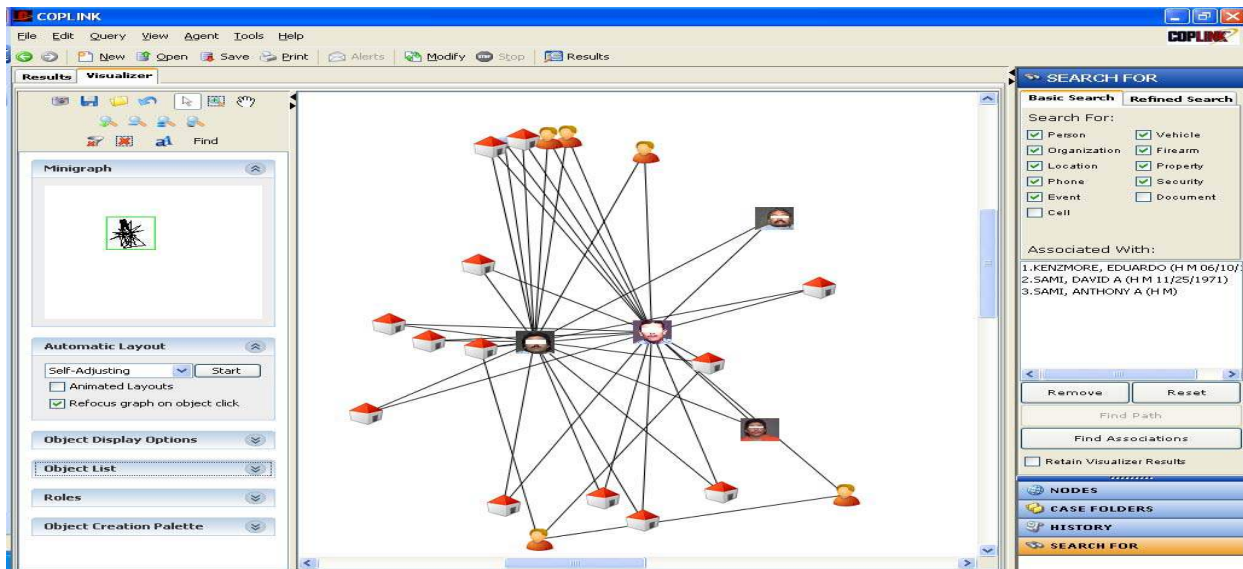 COPLINK
File Edit Query View Agent Tools Help
COPLINK
New Open Save Print Alerts Modify Stop Results
Results Visualizer
SEARCH FOR
Basic Search Refined Search
Search For:
Person Vehicle
Organization Firearm
Location Property
Phone Security
Event Document
Cell
a1 Find
Minigraph
Automatic Layout
Self-Adjusting Start
Animated Layouts
Refocus graph on object click
Object Display Options
Object List
Roles
Object Creation Palette
Associated With:
1.KENZMORE, EDUARDO (H M 06/10/
2.SAMI, DAVID A (H M 11/25/1971)
3.SAMI, ANTHONY A (H M)
Remove Reset
Find Path
Find Associations
Retain Visualizer Results
NODES
CASE FOLDERS
HISTORY
SEARCH FOR